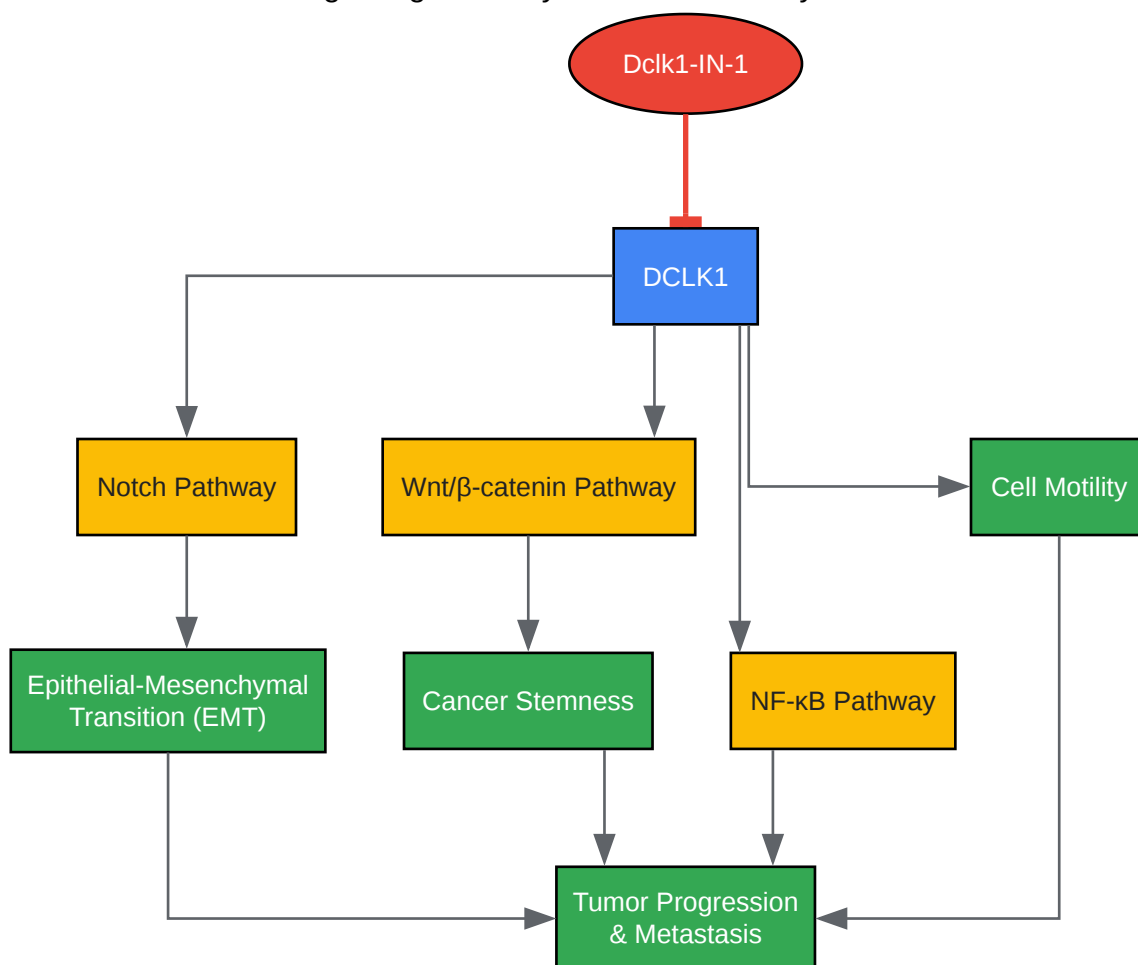 Dclk1-IN-1
DCLK1
Notch Pathway
Wnt/β-catenin Pathway
Cell Motility
Epithelial-Mesenchymal
Transition (EMT)
Cancer Stemness
NF-κB Pathway
Tumor Progression
& Metastasis